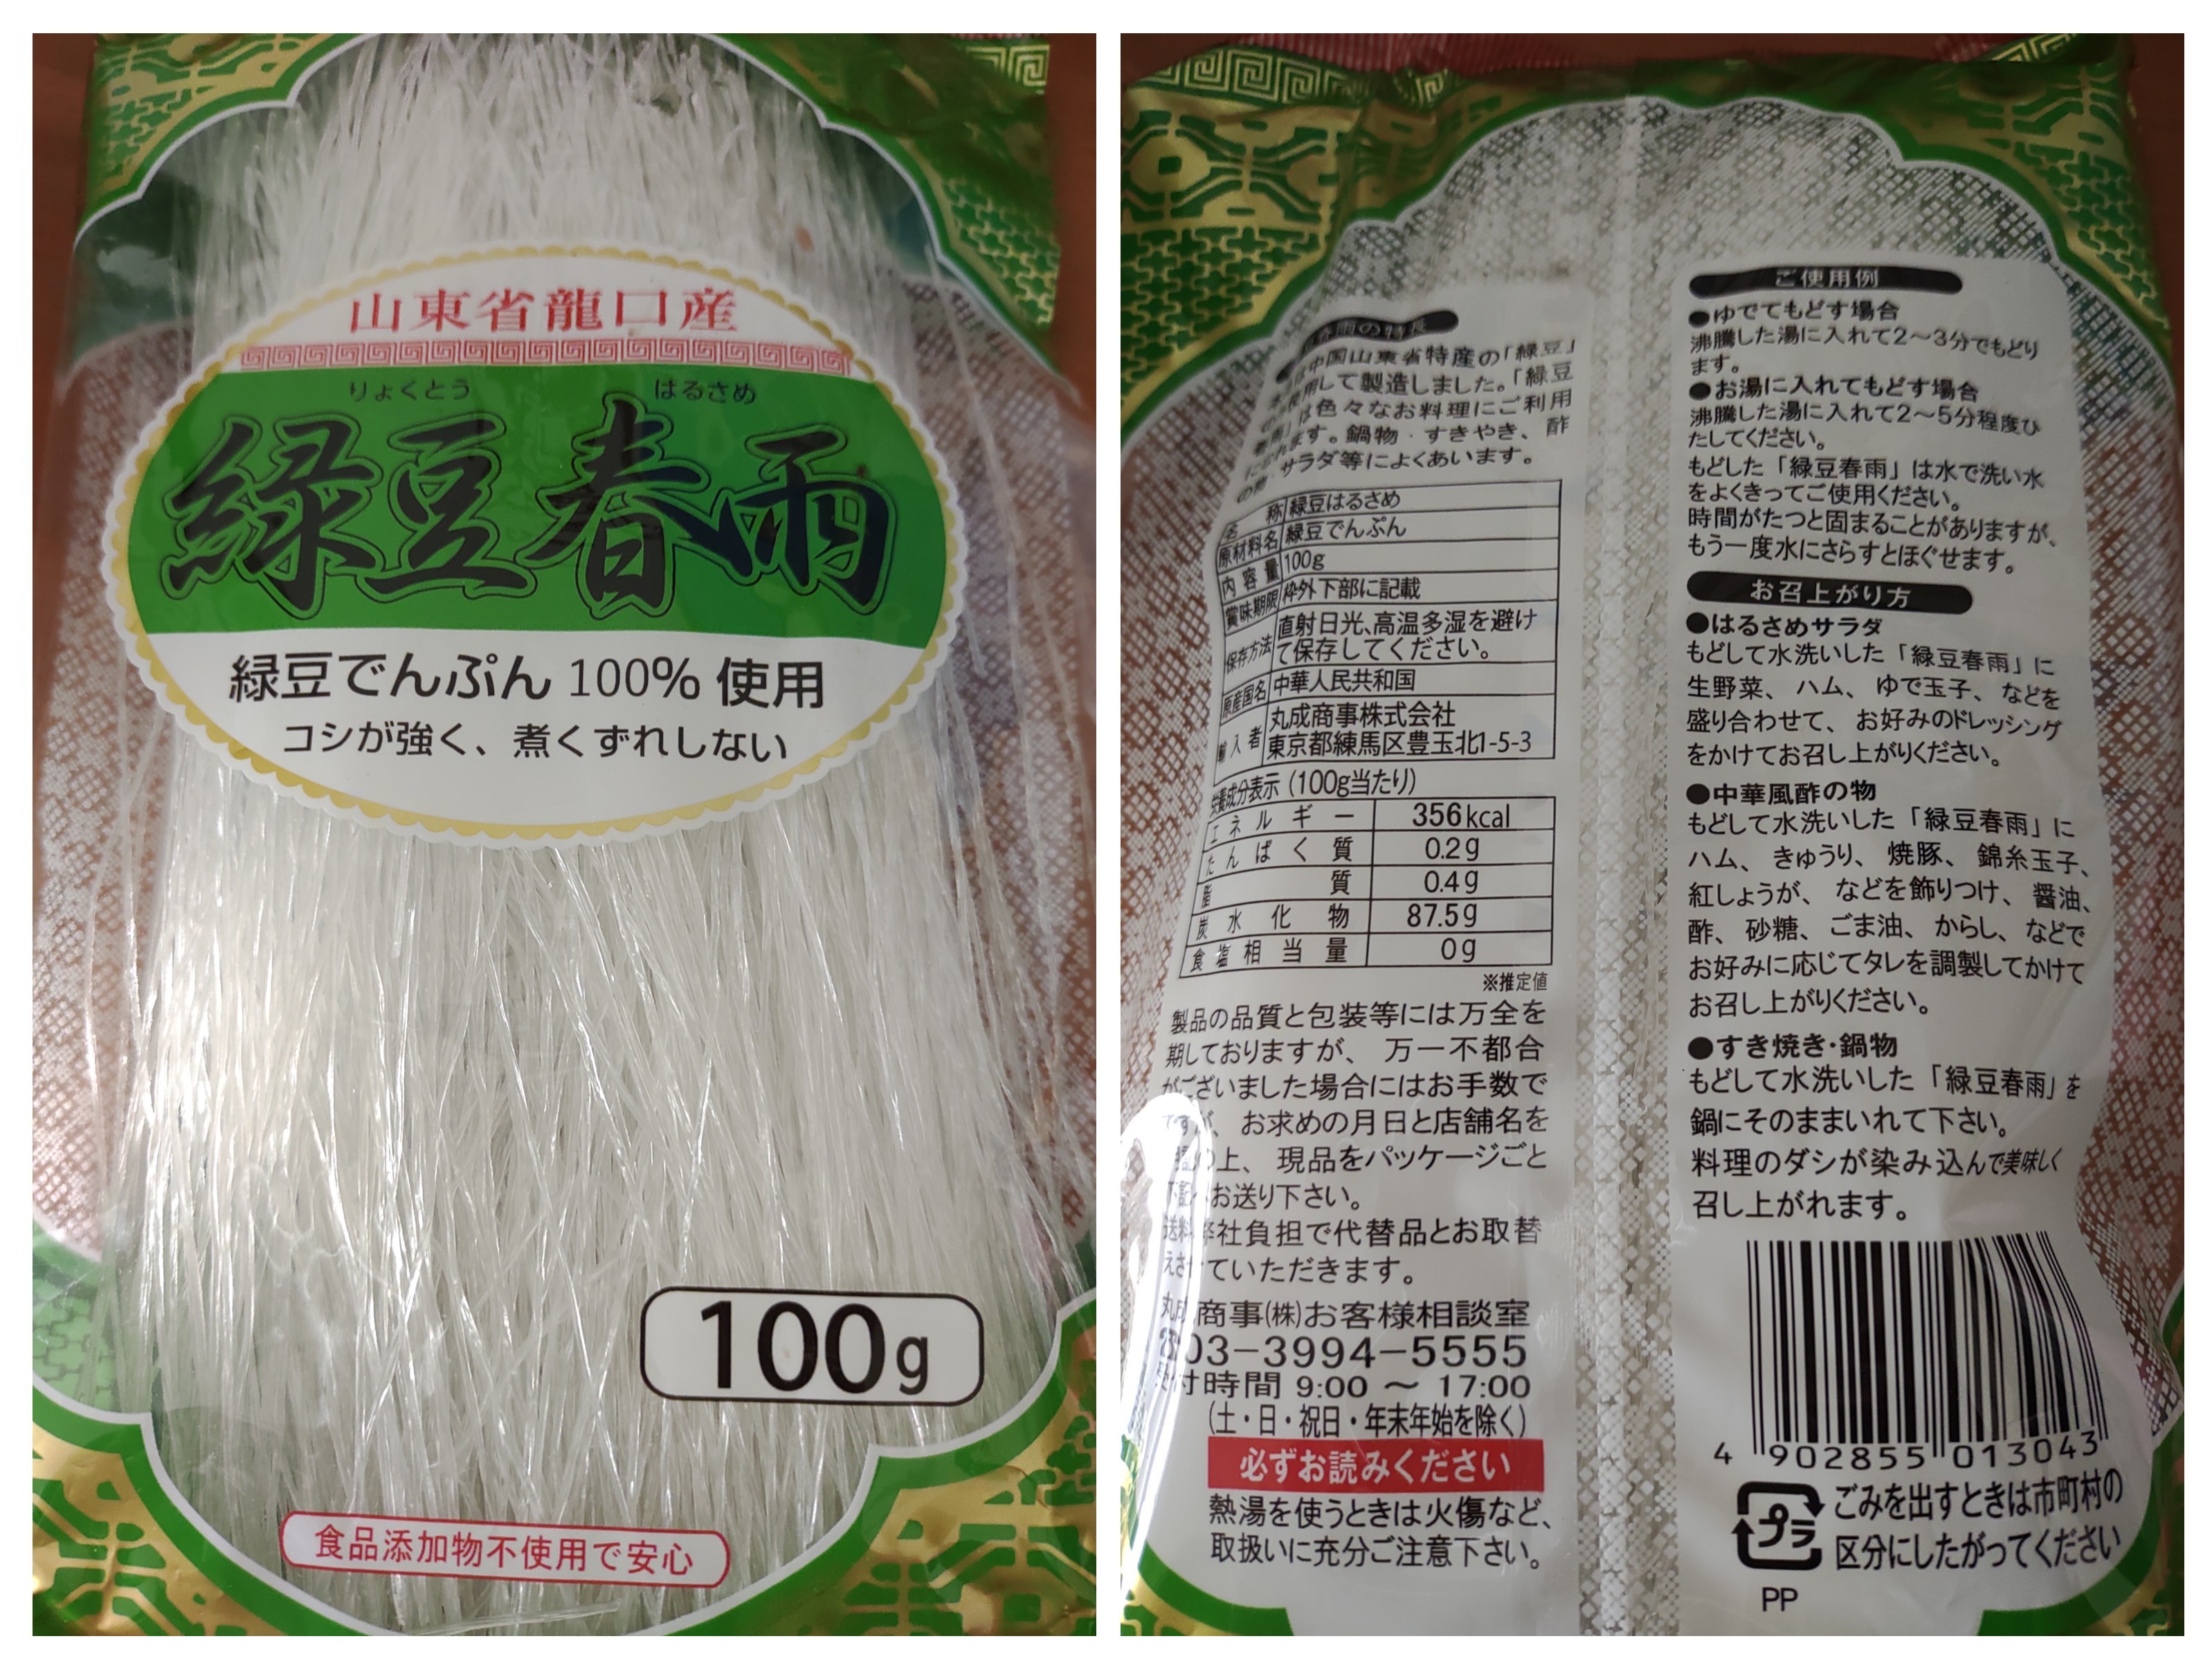 山東省龍口産
りょくとう はるさめ
緑豆春雨
緑豆でんぷん 100% 使用
コシが強く、煮くずれしない
100g
食品添加物不使用で安心
雨の特長
は中国山東省特産の「緑豆」
使用して製造しました。「緑豆
は色々なお料理にご利用
ます。鍋物・すきやき、酢
の物 サラダ等によくあいます。
名 称 緑豆はるさめ
原材料名 緑豆でんぷん
内容量 100g
賞味期限 枠外下部に記載
保存方法 直射日光、高温多湿を避け
て保存してください。
原産国名 中華人民共和国
輸入者 丸成商事株式会社
東京都練馬区豊玉北1-5-3
栄養成分表示 (100g当たり)
エネルギー 356kcal
たんぱく質 0.2g
脂質 0.4g
炭水化物 87.5g
食塩相当量 0g
※推定値
製品の品質と包装等には万全を
期しておりますが、万一不都合
がございました場合にはお手数で
ですが、お求めの月日と店舗名を
上、現品をパッケージごと
下記へお送り下さい。
送料弊社負担で代替品とお取替
えさせていただきます。
丸成商事(株)お客様相談室
03-3994-5555
受付時間 9:00 〜 17:00
(土・日・祝日・年末年始を除く)
必ずお読みください
熱湯を使うときは火傷など、
取扱いに充分ご注意下さい。
ご使用例
●ゆでてもどす場合
沸騰した湯に入れて2〜3分でもどり
ます。
●お湯に入れてもどす場合
沸騰した湯に入れて2〜5分程度ひ
たしてください。
もどした「緑豆春雨」は水で洗い水
をよくきってご使用ください。
時間がたつと固まることがありますが、
もう一度水にさらすとほぐせます。
お召上がり方
●はるさめサラダ
もどして水洗いした「緑豆春雨」に
生野菜、ハム、ゆで玉子、などを
盛り合わせて、お好みのドレッシング
をかけてお召し上がりください。
●中華風酢の物
もどして水洗いした「緑豆春雨」に
ハム、きゅうり、焼豚、錦糸玉子、
紅しょうが、などを飾りつけ、醤油、
酢、砂糖、ごま油、からし、などで
お好みに応じてタレを調製してかけて
お召し上がりください。
●すき焼き・鍋物
もどして水洗いした「緑豆春雨」を
鍋にそのままいれて下さい。
料理のダシが染み込んで美味しく
召し上がれます。
4 902855 013043
プラ
ごみを出すときは市町村の
区分にしたがってください
PP